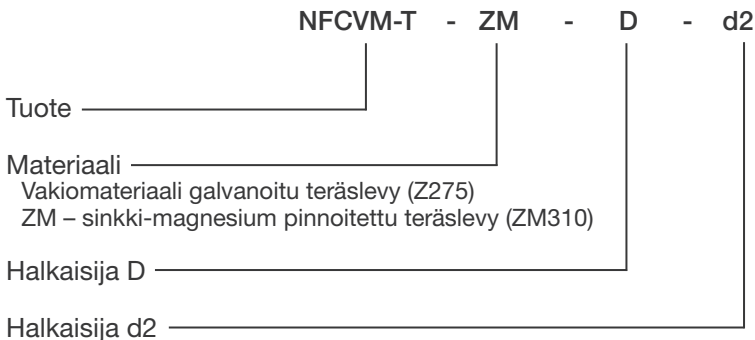 NFCVM-T - ZM - D - d2
Tuote
Materiaali
Vakiomateriaali galvanoitu teräslevy (Z275)
ZM – sinkki-magnesium pinnoitettu teräslevy (ZM310)
Halkaisija D
Halkaisija d2